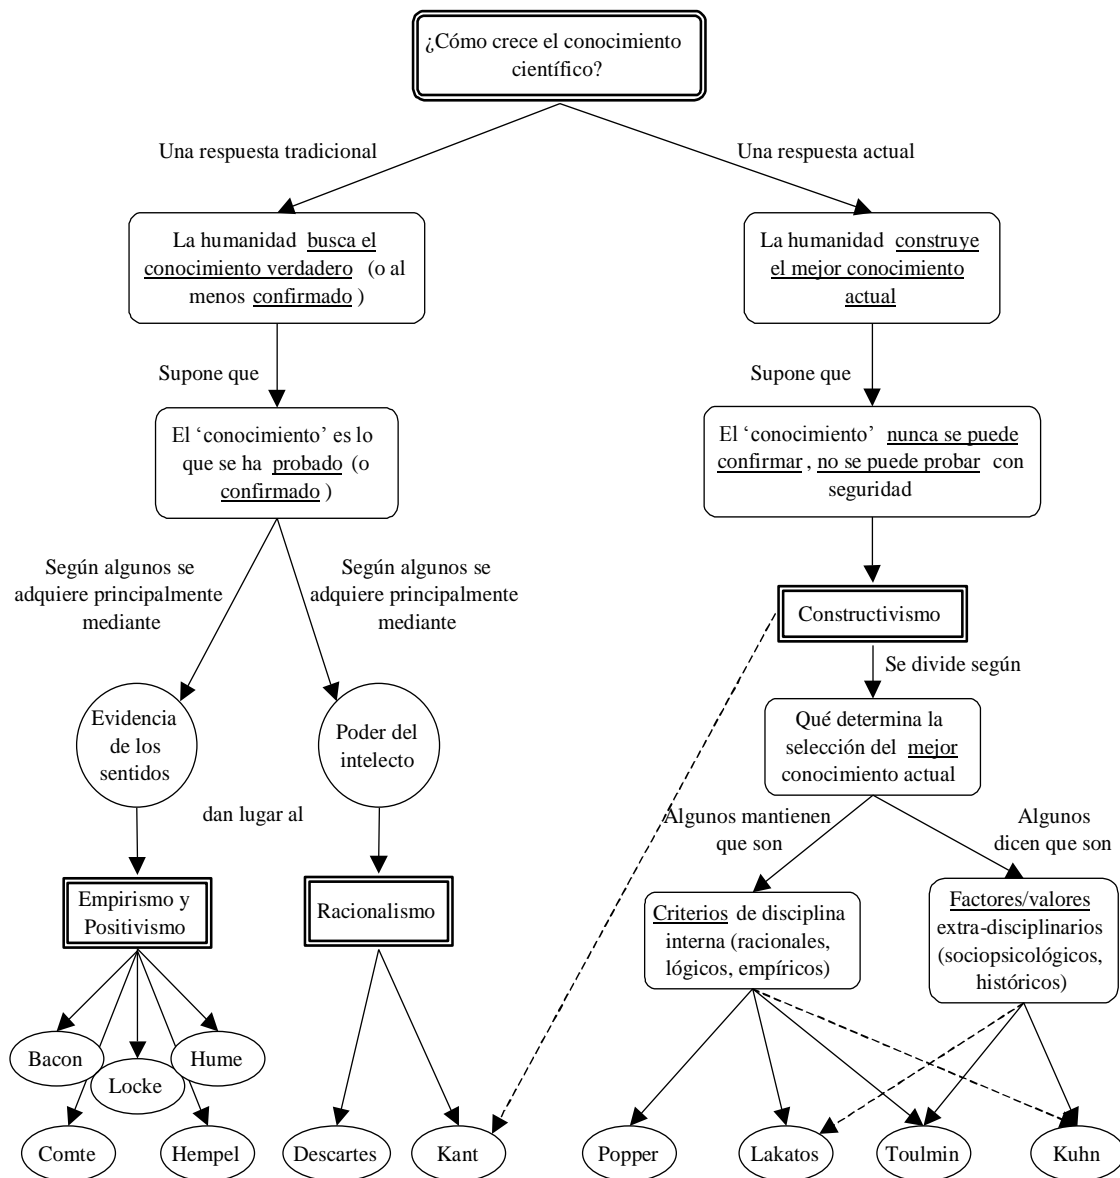 ¿Cómo crece el conocimiento
científico?
Una respuesta tradicional
Una respuesta actual
La humanidad busca el
conocimiento verdadero (o al
menos confirmado )
La humanidad construye
el mejor conocimiento
actual
Supone que
Supone que
El ‘conocimiento’ es lo
que se ha probado (o
confirmado )
El ‘conocimiento’ nunca se puede
confirmar , no se puede probar con
seguridad
Según algunos se
adquiere principalmente
mediante
Según algunos se
adquiere principalmente
mediante
Constructivismo
Se divide según
Evidencia
de los
sentidos
Poder del
intelecto
Qué determina la
selección del mejor
conocimiento actual
dan lugar al
Algunos mantienen
que son
Algunos
dicen que son
Empirismo y
Positivismo
Racionalismo
Criterios de disciplina
interna (racionales,
lógicos, empíricos)
Factores/valores
extra-disciplinarios
(sociopsicológicos,
históricos)
Bacon
Locke
Hume
Comte
Hempel
Descartes
Kant
Popper
Lakatos
Toulmin
Kuhn